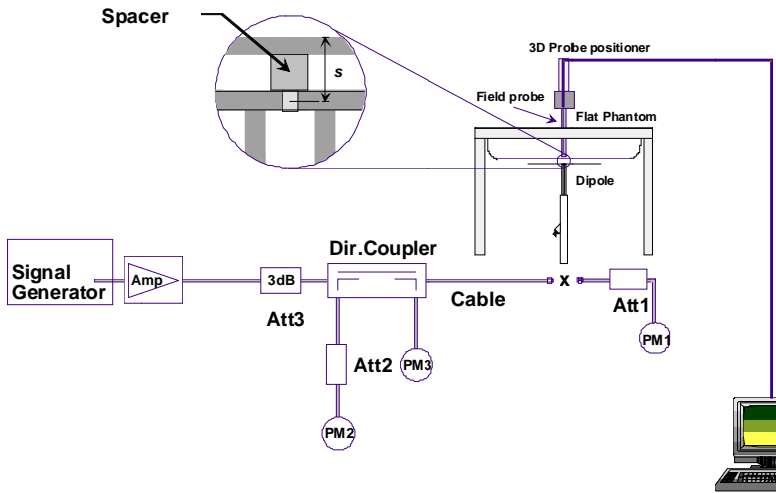 Spacer
s
3D Probe positioner
Field probe
Flat Phantom
Dipole
Dir.Coupler
Signal
Generator
Amp
3dB
Cable
x
Att1
Att3
PM1
Att2
PM3
PM2